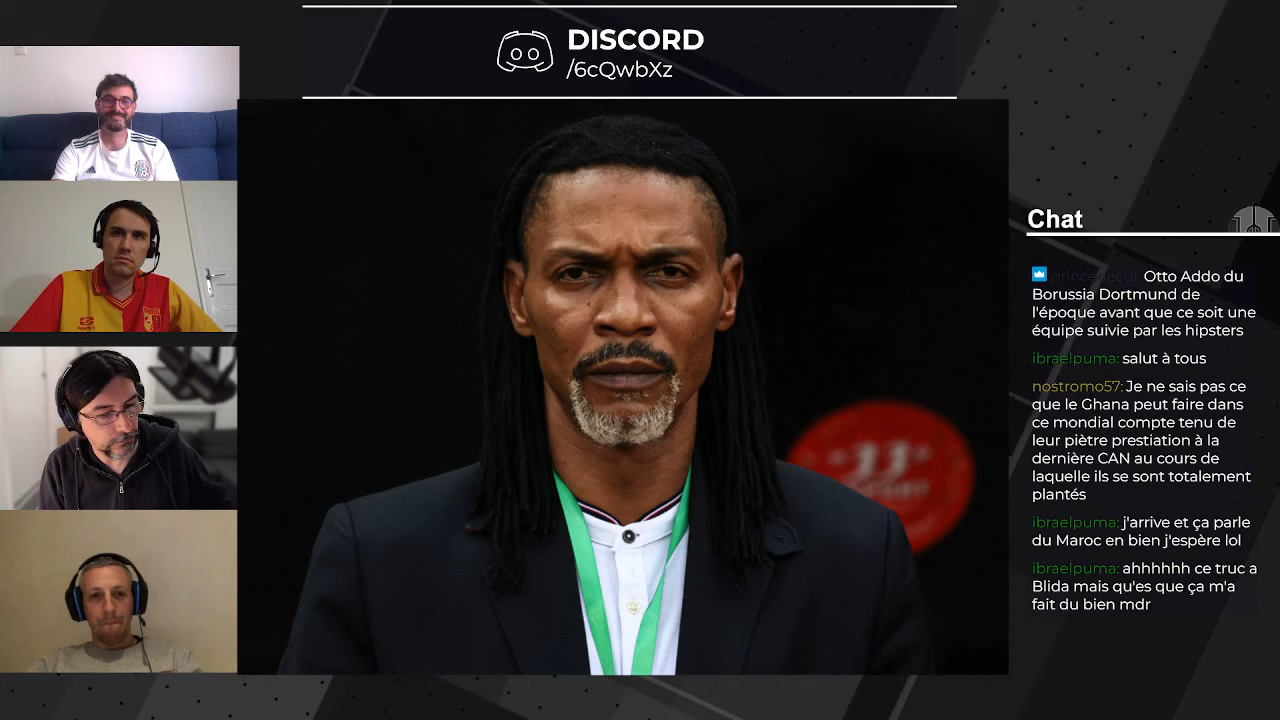 DISCORD
/6cQwbXz
Chat
Otto Addo du
Borussia Dortmund de
l'époque avant que ce soit une
équipe suivie par les hipsters
ibraelpuma: salut à tous
nostromo57: Je ne sais pas ce
que le Ghana peut faire dans
ce mondial compte tenu de
leur piètre prestiation à la
dernière CAN au cours de
laquelle ils se sont totalement
plantés
ibraelpuma: j'arrive et ça parle
du Maroc en bien j'espère lol
ibraelpuma: ahhhhhh ce truc a
Blida mais qu'es que ça m'a
fait du bien mdr